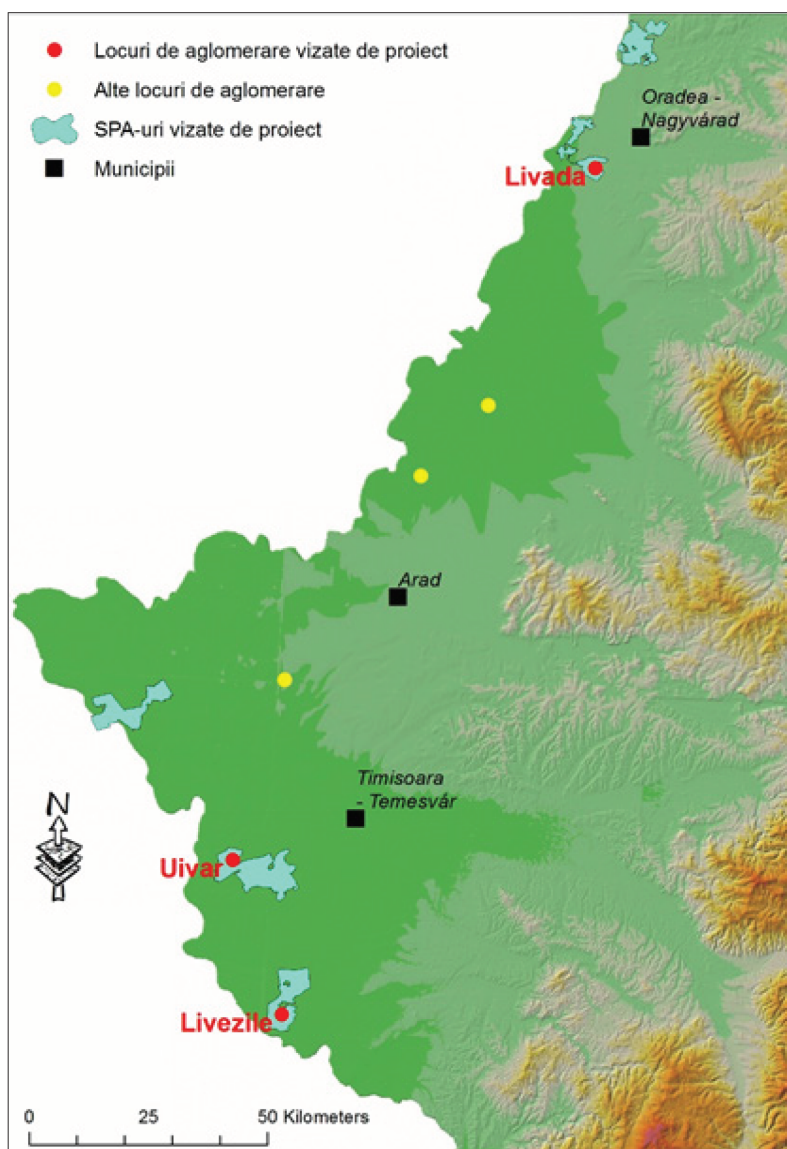 Locuri de aglomerare vizate de proiect
Alte locuri de aglomerare
SPA-uri vizate de proiect
Municipii
Oradea -
Nagyvárad
Livada
Arad
Timisoara
- Temesvár
N
Uivar
Livezile
0 25 50 Kilometers